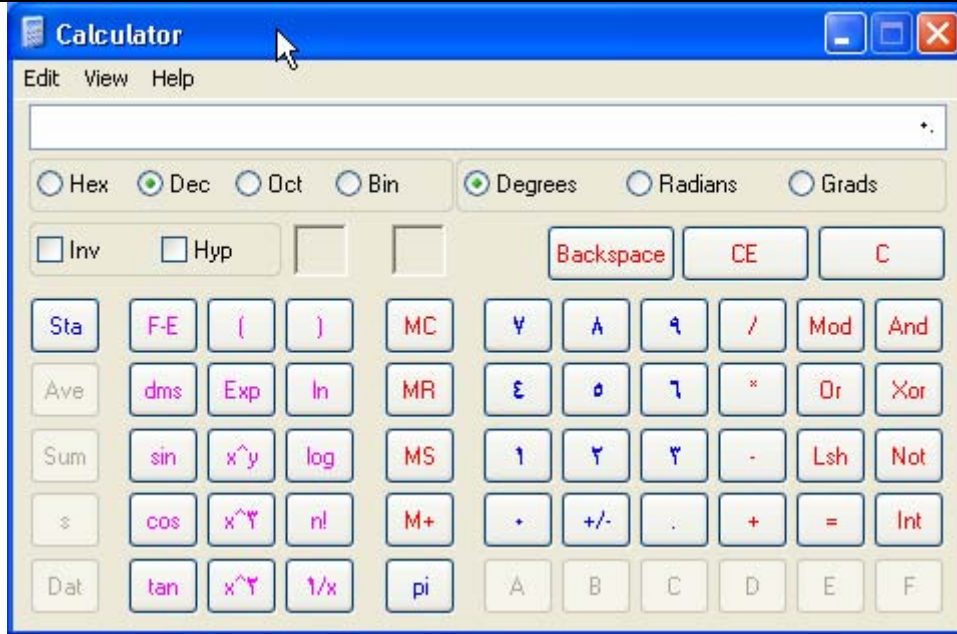 Calculator
Edit View Help
٠.
Hex Dec Oct Bin Degrees Radians Grads
Inv Hyp Backspace CE C
Sta F-E ( ) MC ٧ ٨ ٩ / Mod And
Ave dms Exp ln MR ٤ ٥ ٦ * Or Xor
Sum sin x^y log MS ١ ٢ ٣ - Lsh Not
s cos x^٣ n! M+ ٠ +/- . + = Int
Dat tan x^٢ ١/x pi A B C D E F